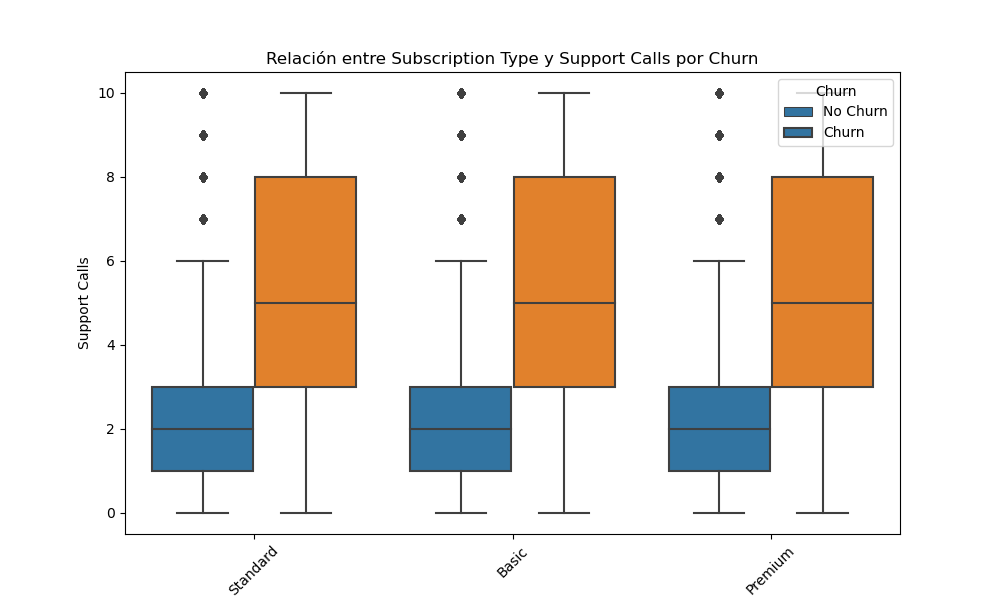 Relación entre Subscription Type y Support Calls por Churn
Churn
No Churn
Churn
Support Calls
10
8
6
4
2
0
Standard
Basic
Premium